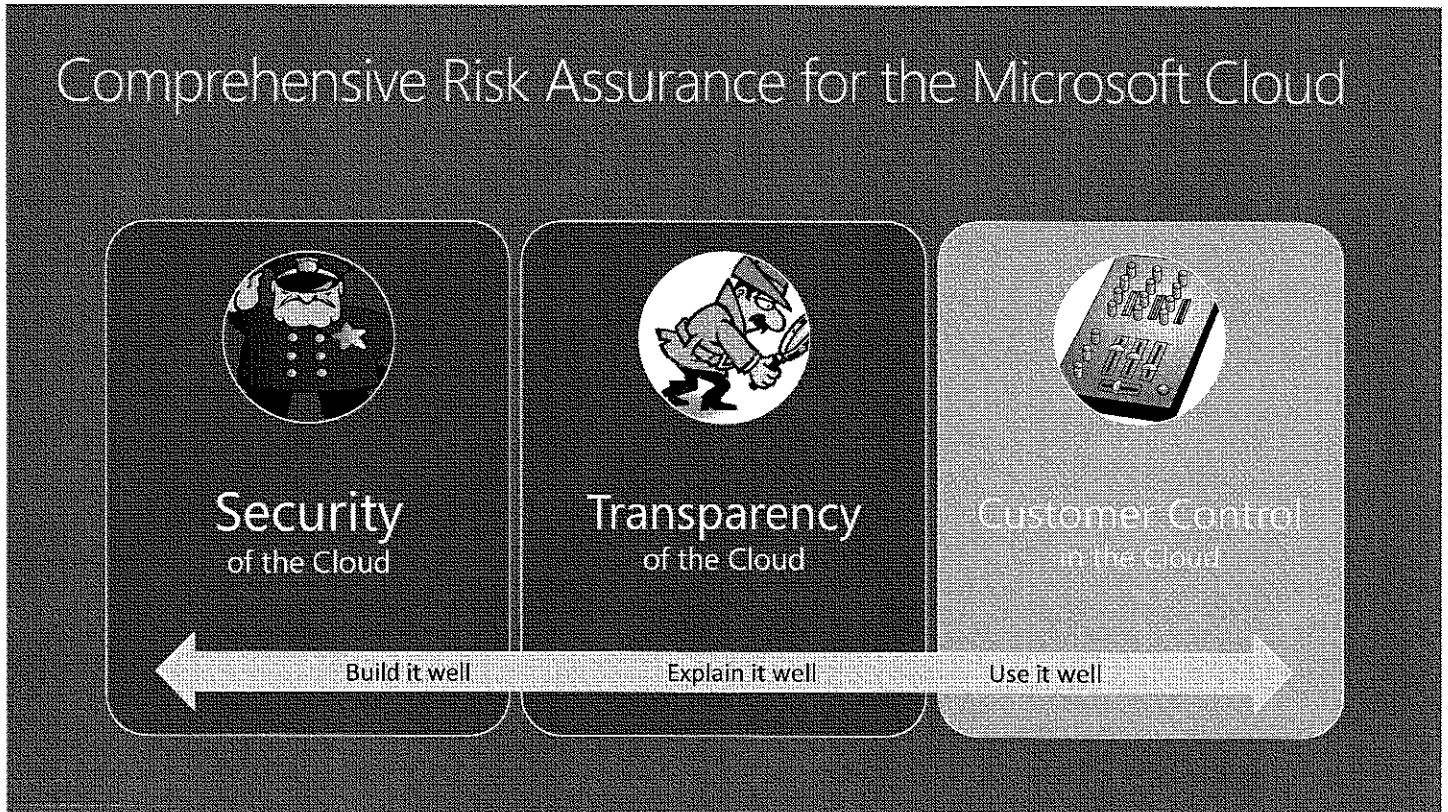 Comprehensive Risk Assurance for the Microsoft Cloud
Security
of the Cloud
Transparency
of the Cloud
Customer Control
in the Cloud
Build it well
Explain it well
Use it well